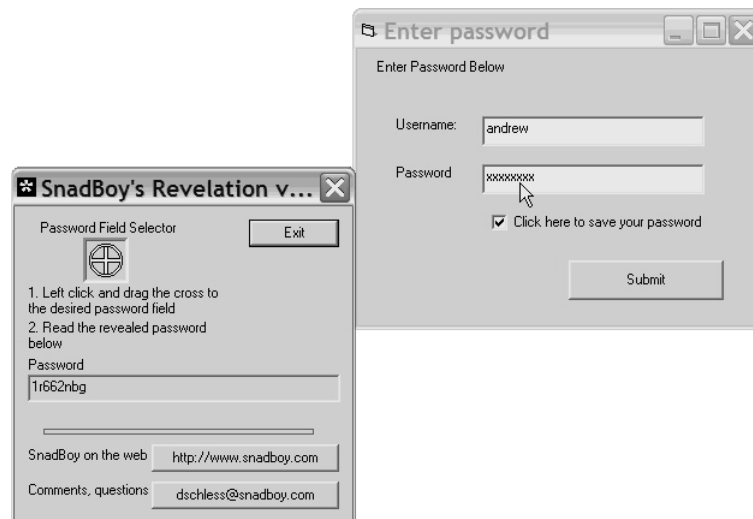 Enter password
Enter Password Below
Username:
andrew
Password
xxxxxxxx
Click here to save your password
Submit
SnadBoy's Revelation v...
Password Field Selector
Exit
1. Left click and drag the cross to
the desired password field
2. Read the revealed password
below
Password
1r662nbg
SnadBoy on the web
http://www.snadboy.com
Comments, questions
dschless@snadboy.com